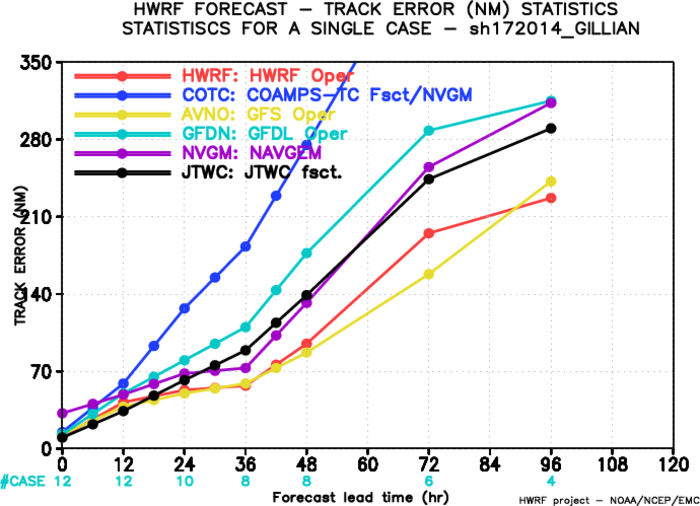 HWRF FORECAST – TRACK ERROR (NM) STATISTICS
STATISTISCS FOR A SINGLE CASE – sh172014_GILLIAN
350
280
210
140
70
0
TRACK ERROR (NM)
HWRF: HWRF Oper
COTC: COAMPS–TC Fsct/NVGM
AVNO: GFS Oper
GFDN: GFDL Oper
NVGM: NAVGEM
JTWC: JTWC fsct.
0 12 24 36 48 60 72 84 96 108 120
#CASE 12 12 10 8 8 6 4
Forecast lead time (hr)
HWRF project – NOAA/NCEP/EMC